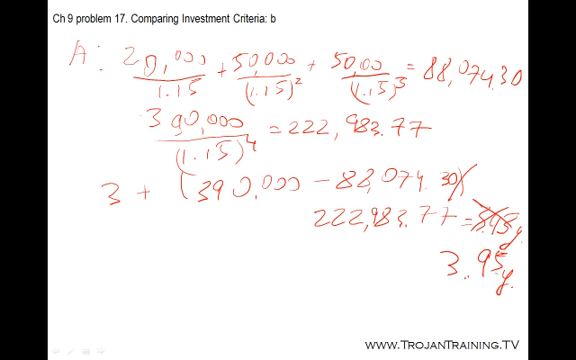 Ch 9 problem 17. Comparing Investment Criteria: b
A: 20,000/1.15 + 50,000/(1.15)^2 + 50,00/(1.15)^3 = 88,074.30
390,000/(1.15)^4 = 222,983.77
3 + (390,000 - 88,074.30)/
222,983.77 =
3.95y.
www.TrojanTraining.TV